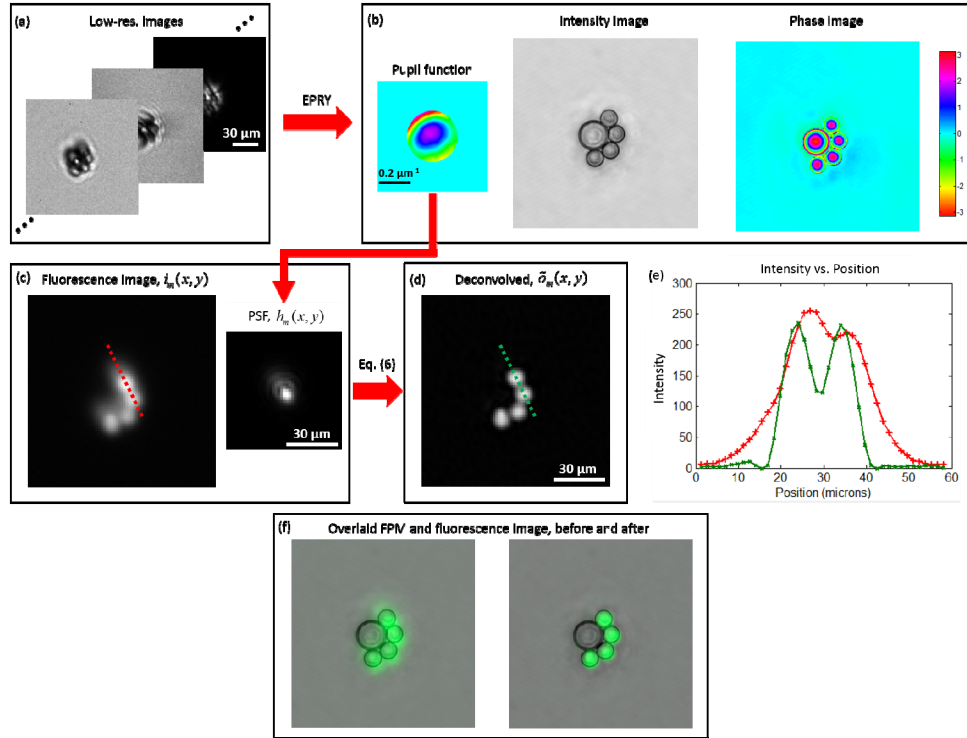 (a) Low-res. Images
30 µm
EPRY
(b) Intensity Image Phase Image
Pupil function
0.2 µm⁻¹
3
2
1
0
-1
-2
-3
(c) Fluorescence Image, iₘ(x, y)
PSF, hₘ(x, y)
30 µm
Eq. (6)
(d) Deconvolved, õₘ(x, y)
30 µm
(e) Intensity vs. Position
Intensity
300
250
200
150
100
50
0
0 10 20 30 40 50 60
Position (microns)
(f) Overlaid FPM and fluorescence image, before and after